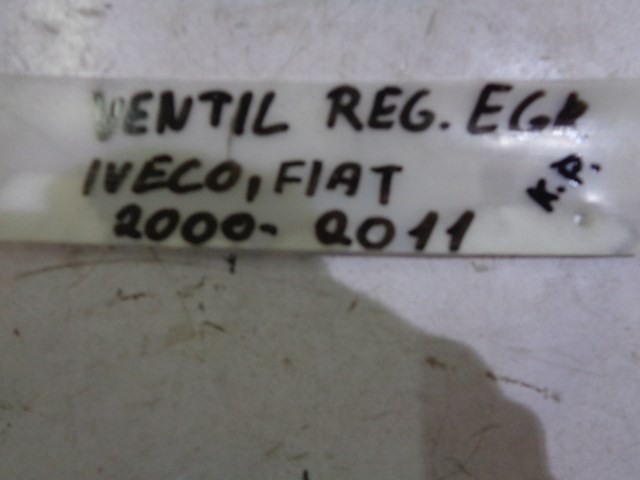 VENTIL REG. EGR
IVECO, FIAT
2000- 2011
K.P.